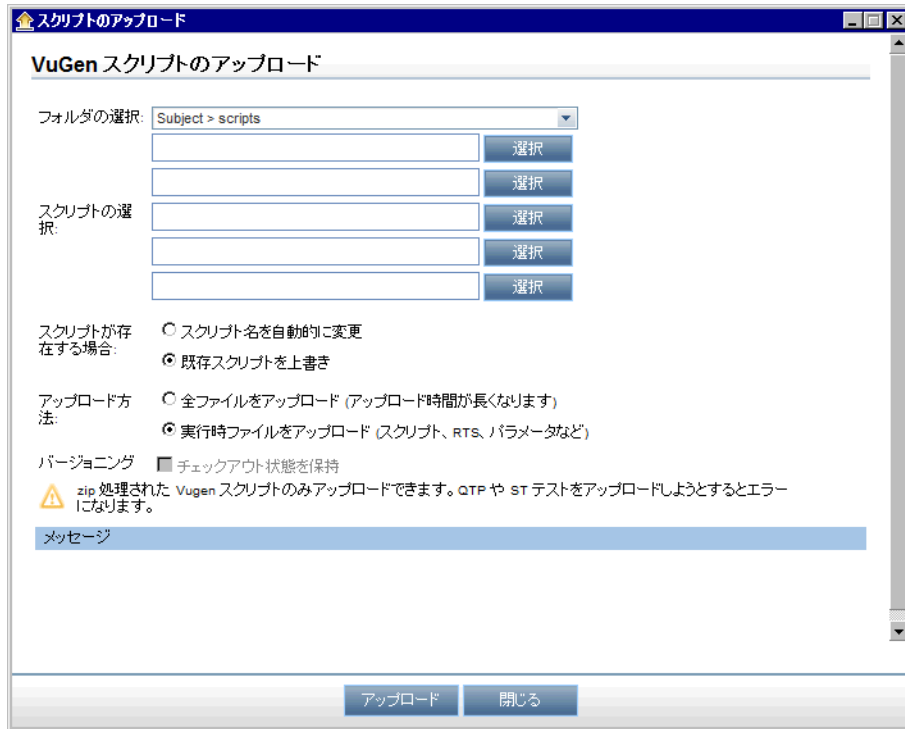 スクリプトのアップロード
VuGen スクリプトのアップロード
フォルダの選択:
Subject > scripts
選択
選択
スクリプトの選
択:
選択
選択
選択
スクリプトが存
在する場合:
スクリプト名を自動的に変更
既存スクリプトを上書き
アップロード方
法:
全ファイルをアップロード (アップロード時間が長くなります)
実行時ファイルをアップロード (スクリプト、RTS、パラメータなど)
バージョニング
チェックアウト状態を保持
zip 処理された Vugen スクリプトのみアップロードできます。QTP や ST テストをアップロードしようとするとエラー
になります。
メッセージ
アップロード
閉じる